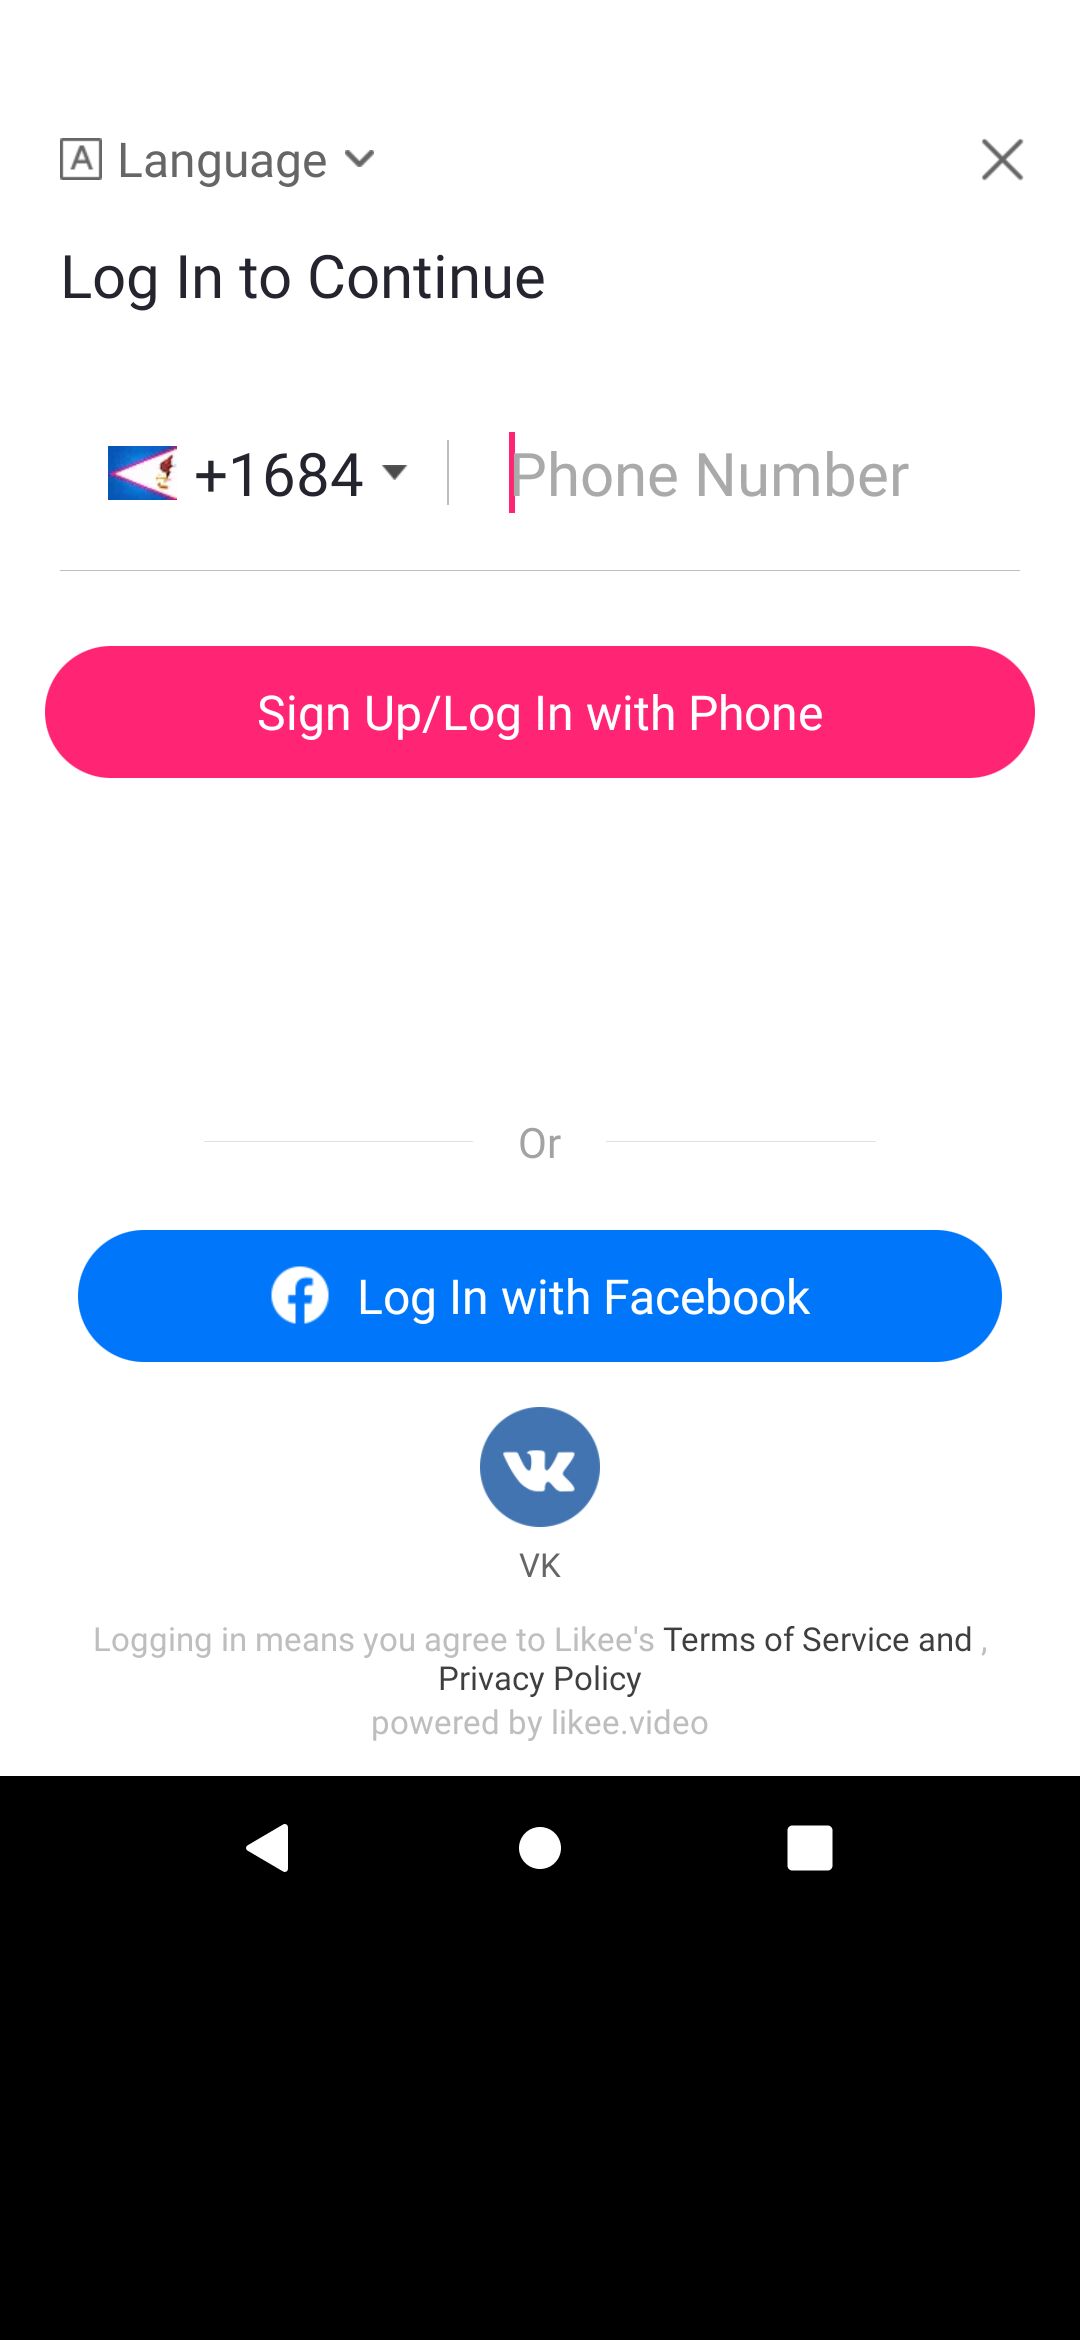 A Language
Log In to Continue
+1684 Phone Number
Sign Up/Log In with Phone
Or
Log In with Facebook
VK
Logging in means you agree to Likee's Terms of Service and ,
Privacy Policy
powered by likee.video